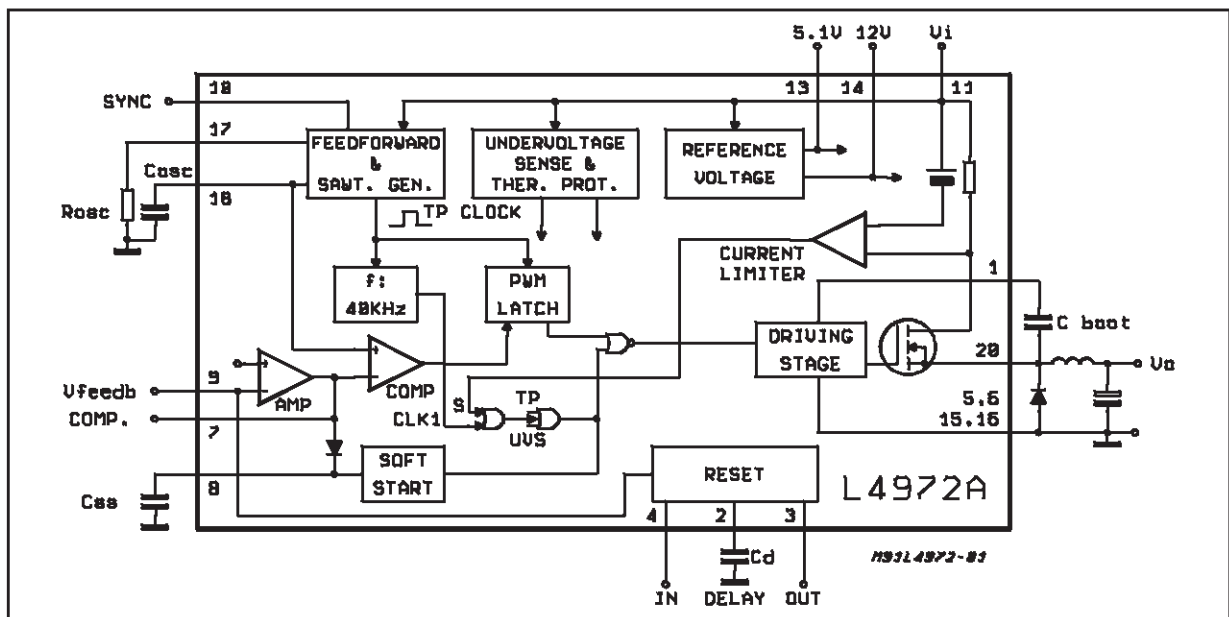 5.1V 12V Vi
18 13 14 11
SYNC
17
FEEDFORWARD
&
SAWT. GEN.
UNDERVOLTAGE
SENSE &
THER. PROT.
REFERENCE
VOLTAGE
Cosc
16
Rosc
TP CLOCK
CURRENT
LIMITER
1
f:
40KHz
PWM
LATCH
C boot
DRIVING
STAGE
20
Vo
9
Vfeedb
AMP
COMP
S
TP
5.6
COMP.
7
CLK1
UVS
15.16
SOFT
START
RESET
L4972A
Css
8
4 2 3
Cd
M91L4972-01
IN DELAY OUT